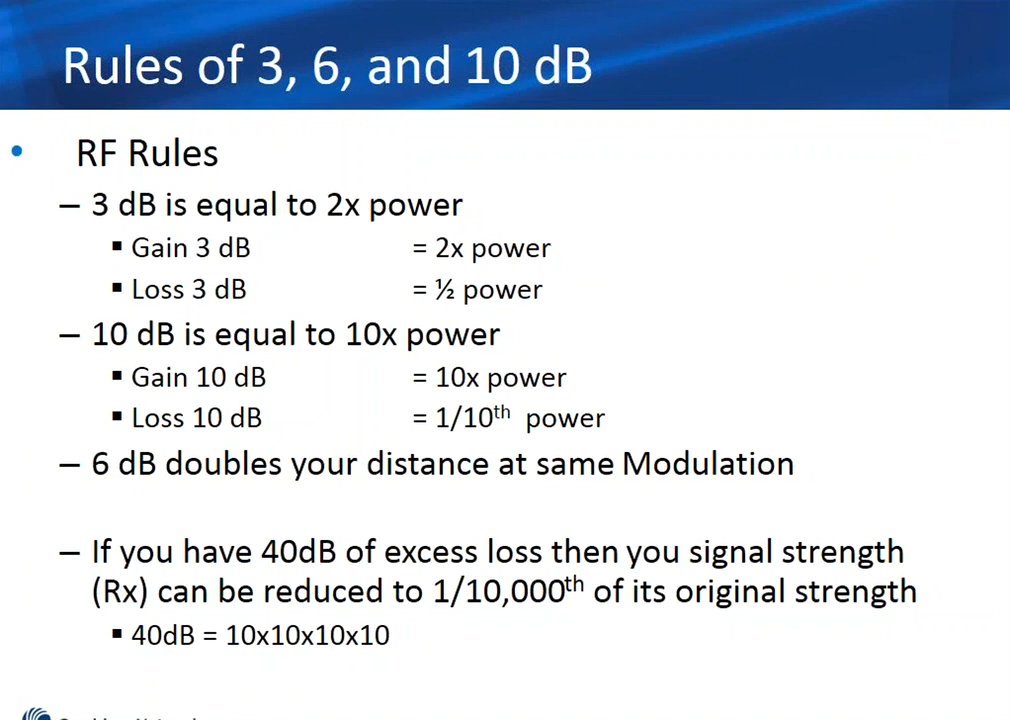 Rules of 3, 6, and 10 dB
• RF Rules
– 3 dB is equal to 2x power
▪ Gain 3 dB = 2x power
▪ Loss 3 dB = ½ power
– 10 dB is equal to 10x power
▪ Gain 10 dB = 10x power
▪ Loss 10 dB = 1/10th power
– 6 dB doubles your distance at same Modulation
– If you have 40dB of excess loss then you signal strength
(Rx) can be reduced to 1/10,000th of its original strength
▪ 40dB = 10x10x10x10